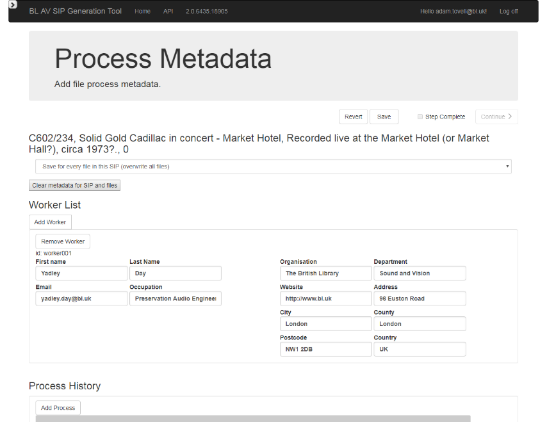 BL AV SIP Generation Tool Home API 2.0.6435.16905 Hello adam.tovell@bl.uk! Log off
Process Metadata
Add file process metadata.
Revert Save Step Complete Continue
C602/234, Solid Gold Cadillac in concert - Market Hotel, Recorded live at the Market Hotel (or Market
Hall?), circa 1973?., 0
Save for every file in this SIP (overwrite all files)
Clear metadata for SIP and files
Worker List
Add Worker
Remove Worker
Id: worker001
First name Last Name Organisation Department
Yadley Day The British Library Sound and Vision
Email Occupation Website Address
yadley.day@bl.uk Preservation Audio Engineer http://www.bl.uk 96 Euston Road
City County
London London
Postcode Country
NW1 2DB UK
Process History
Add Process